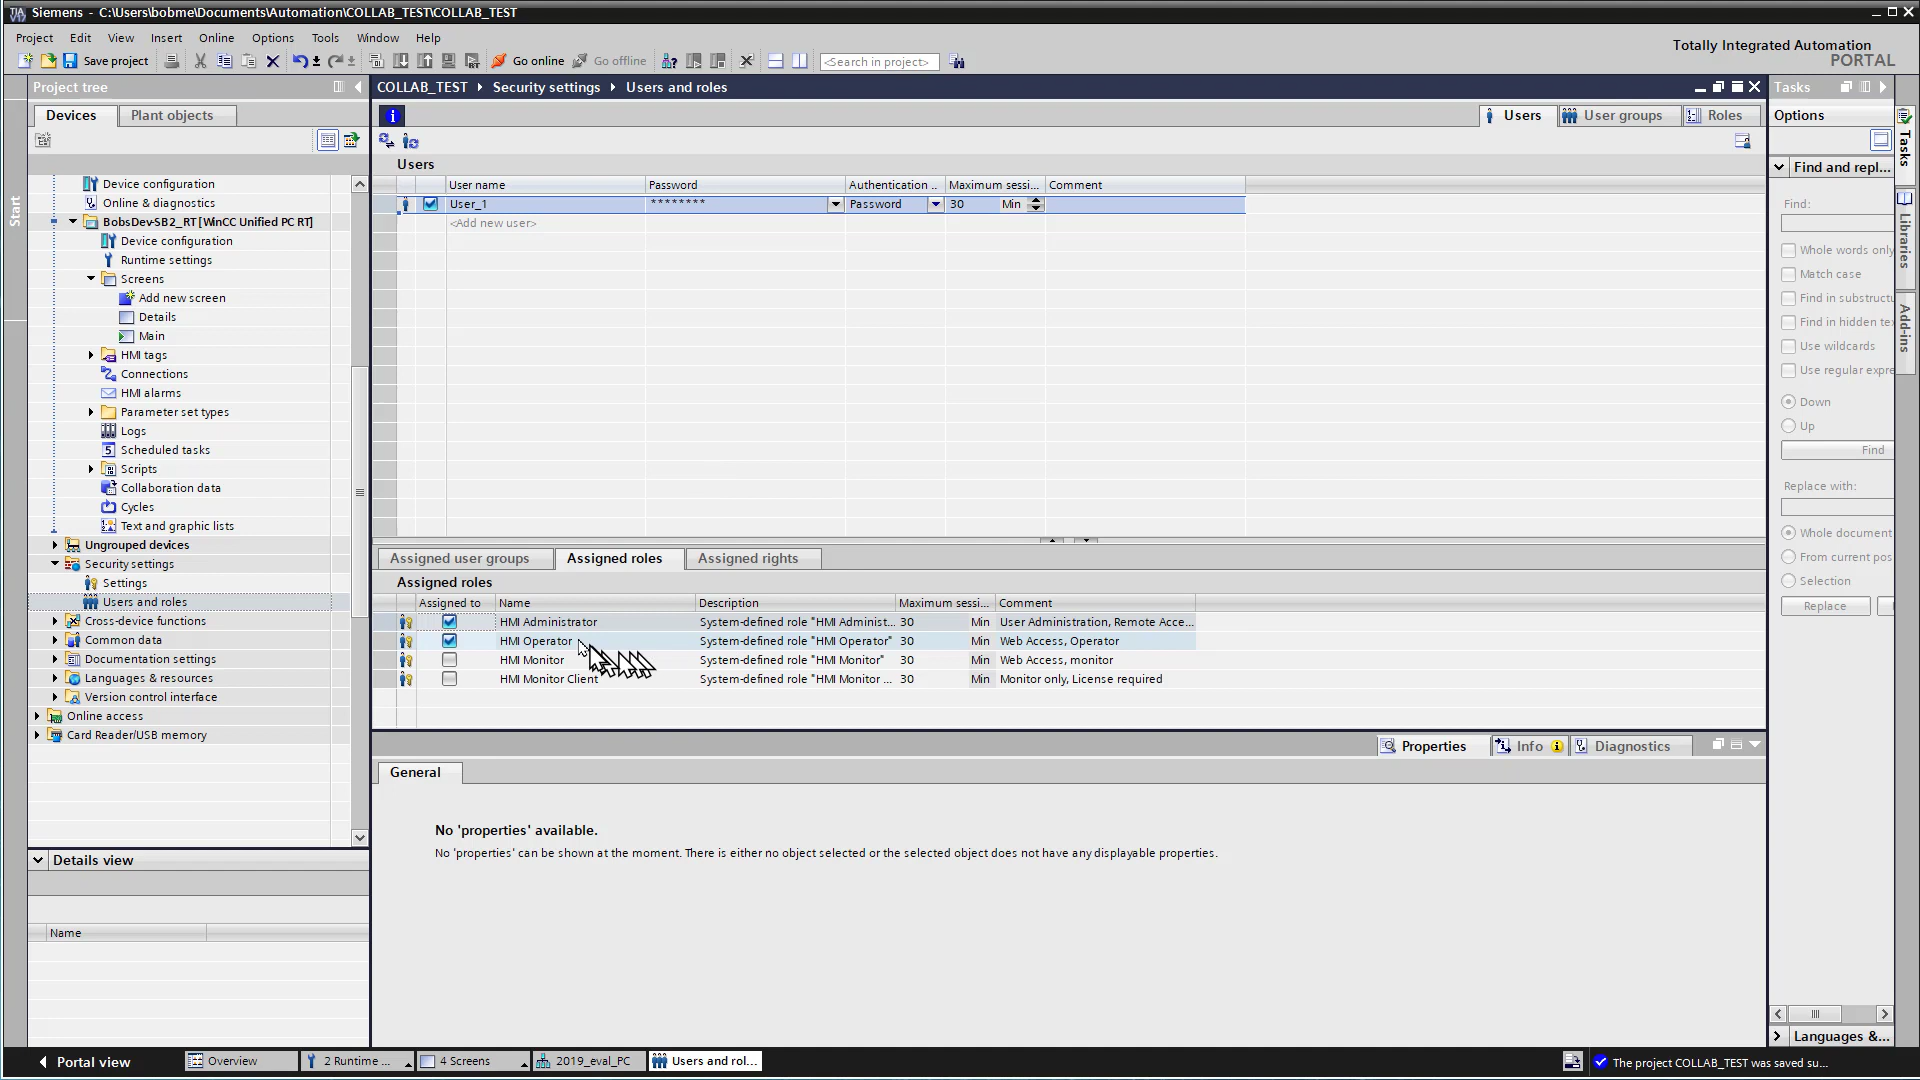 Siemens - C:\Users\bobme\Documents\Automation\COLLAB_TEST\COLLAB_TEST
Project Edit View Insert Online Options Tools Window Help
Totally Integrated Automation
PORTAL
Save project Go online Go offline <Search in project>
Project tree
COLLAB_TEST Security settings Users and roles
Tasks
Devices Plant objects
Users User groups Roles
Options
Users
Find and repl...
User name Password Authentication .. Maximum sessi... Comment
User_1 ******** Password 30 Min
<Add new user>
Start
Device configuration
Online & diagnostics
BobsDev-SB2_RT [WinCC Unified PC RT]
Device configuration
Runtime settings
Screens
Add new screen
Details
Main
HMI tags
Connections
HMI alarms
Parameter set types
Logs
Scheduled tasks
Scripts
Collaboration data
Cycles
Text and graphic lists
Ungrouped devices
Security settings
Settings
Users and roles
Cross-device functions
Common data
Documentation settings
Languages & resources
Version control interface
Online access
Card Reader/USB memory
Find:
Whole words only
Match case
Find in substructu
Find in hidden tex
Use wildcards
Use regular expre
Down
Up
Find
Replace with:
Whole document
From current pos
Selection
Replace
Tasks
Libraries
Add-ins
Assigned user groups Assigned roles Assigned rights
Assigned roles
Assigned to Name Description Maximum sessi... Comment
HMI Administrator System-defined role "HMI Administ... 30 Min User Administration, Remote Acce...
HMI Operator System-defined role "HMI Operator" 30 Min Web Access, Operator
HMI Monitor System-defined role "HMI Monitor" 30 Min Web Access, monitor
HMI Monitor Client System-defined role "HMI Monitor ... 30 Min Monitor only, License required
Properties Info Diagnostics
General
No 'properties' available.
No 'properties' can be shown at the moment. There is either no object selected or the selected object does not have any displayable properties.
Details view
Name
Languages &...
Portal view Overview 2 Runtime ... 4 Screens 2019_eval_PC Users and rol...
The project COLLAB_TEST was saved su...